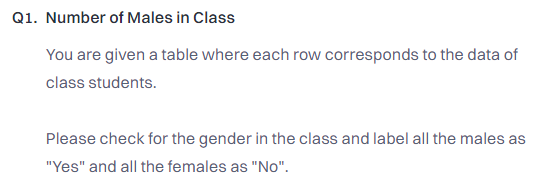 Q1. Number of Males in Class
You are given a table where each row corresponds to the data of
class students.
Please check for the gender in the class and label all the males as
"Yes" and all the females as "No".